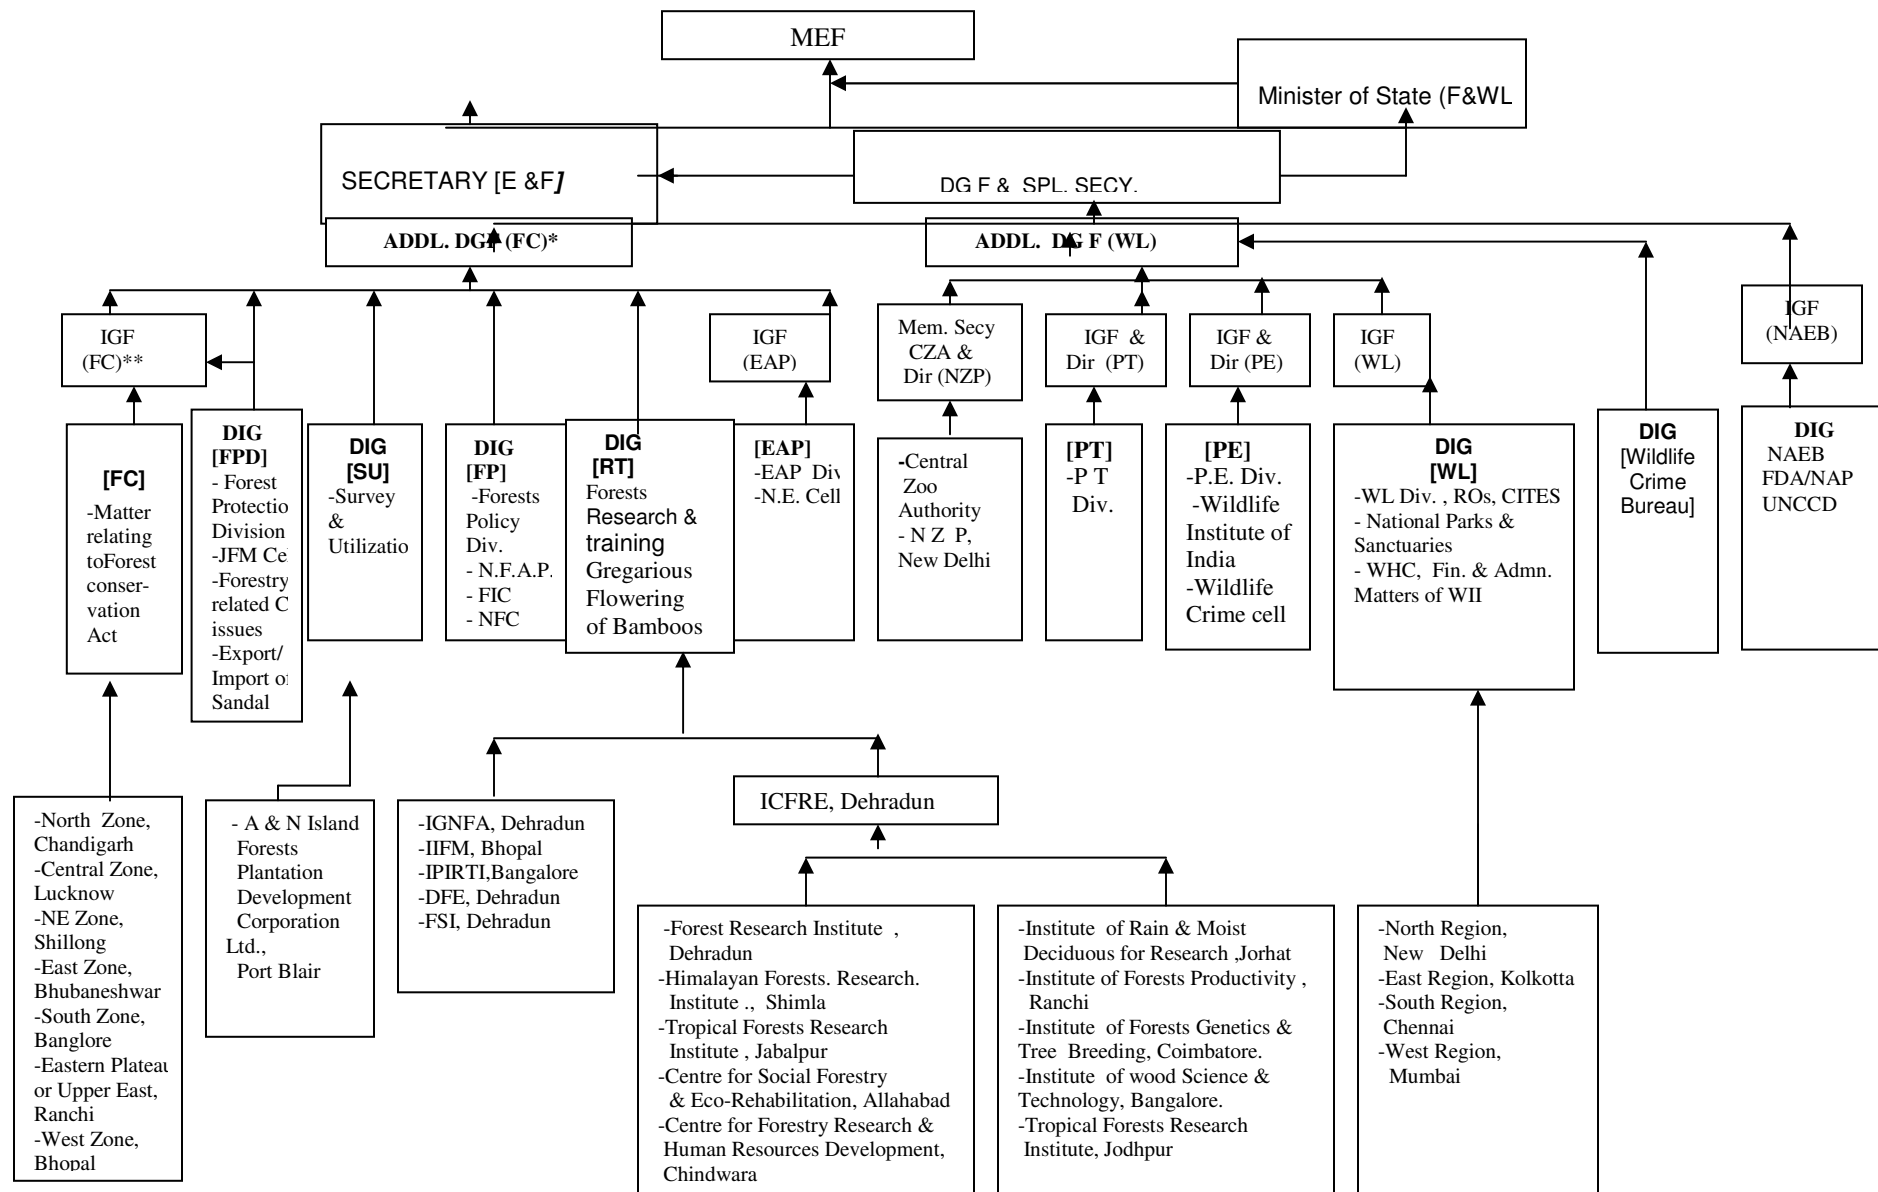 MEF
Minister of State (F&WL
SECRETARY [E &F]
DG F & SPL. SECY.
ADDL. DGF (FC)*
ADDL. DG F (WL)
IGF
(FC)**
IGF
(EAP)
Mem. Secy
CZA &
Dir (NZP)
IGF &
Dir (PT)
IGF &
Dir (PE)
IGF
(WL)
IGF
(NAEB)
[FC]
-Matter
relating
toForest
conser-
vation
Act
DIG
[FPD]
- Forest
Protectio
Division
-JFM Ce
-Forestry
related C
issues
-Export/
Import of
Sandal
DIG
[SU]
-Survey
&
Utilizatio
DIG
[FP]
-Forests
Policy
Div.
- N.F.A.P.
- FIC
- NFC
DIG
[RT]
Forests
Research &
training
Gregarious
Flowering
of Bamboos
[EAP]
-EAP Div
-N.E. Cell
-Central
Zoo
Authority
- N Z P,
New Delhi
[PT]
-P T
Div.
[PE]
-P.E. Div.
-Wildlife
Institute of
India
-Wildlife
Crime cell
DIG
[WL]
-WL Div. , ROs, CITES
- National Parks &
Sanctuaries
- WHC, Fin. & Admn.
Matters of WII
DIG
[Wildlife
Crime
Bureau]
DIG
NAEB
FDA/NAP
UNCCD
ICFRE, Dehradun
-North Zone,
Chandigarh
-Central Zone,
Lucknow
-NE Zone,
Shillong
-East Zone,
Bhubaneshwar
-South Zone,
Banglore
-Eastern Plateau
or Upper East,
Ranchi
-West Zone,
Bhopal
- A & N Island
Forests
Plantation
Development
Corporation
Ltd.,
Port Blair
-IGNFA, Dehradun
-IIFM, Bhopal
-IPIRTI,Bangalore
-DFE, Dehradun
-FSI, Dehradun
-Forest Research Institute ,
Dehradun
-Himalayan Forests. Research.
Institute ., Shimla
-Tropical Forests Research
Institute , Jabalpur
-Centre for Social Forestry
& Eco-Rehabilitation, Allahabad
-Centre for Forestry Research &
Human Resources Development,
Chindwara
-Institute of Rain & Moist
Deciduous for Research ,Jorhat
-Institute of Forests Productivity ,
Ranchi
-Institute of Forests Genetics &
Tree Breeding, Coimbatore.
-Institute of wood Science &
Technology, Bangalore.
-Tropical Forests Research
Institute, Jodhpur
-North Region,
New Delhi
-East Region, Kolkotta
-South Region,
Chennai
-West Region,
Mumbai